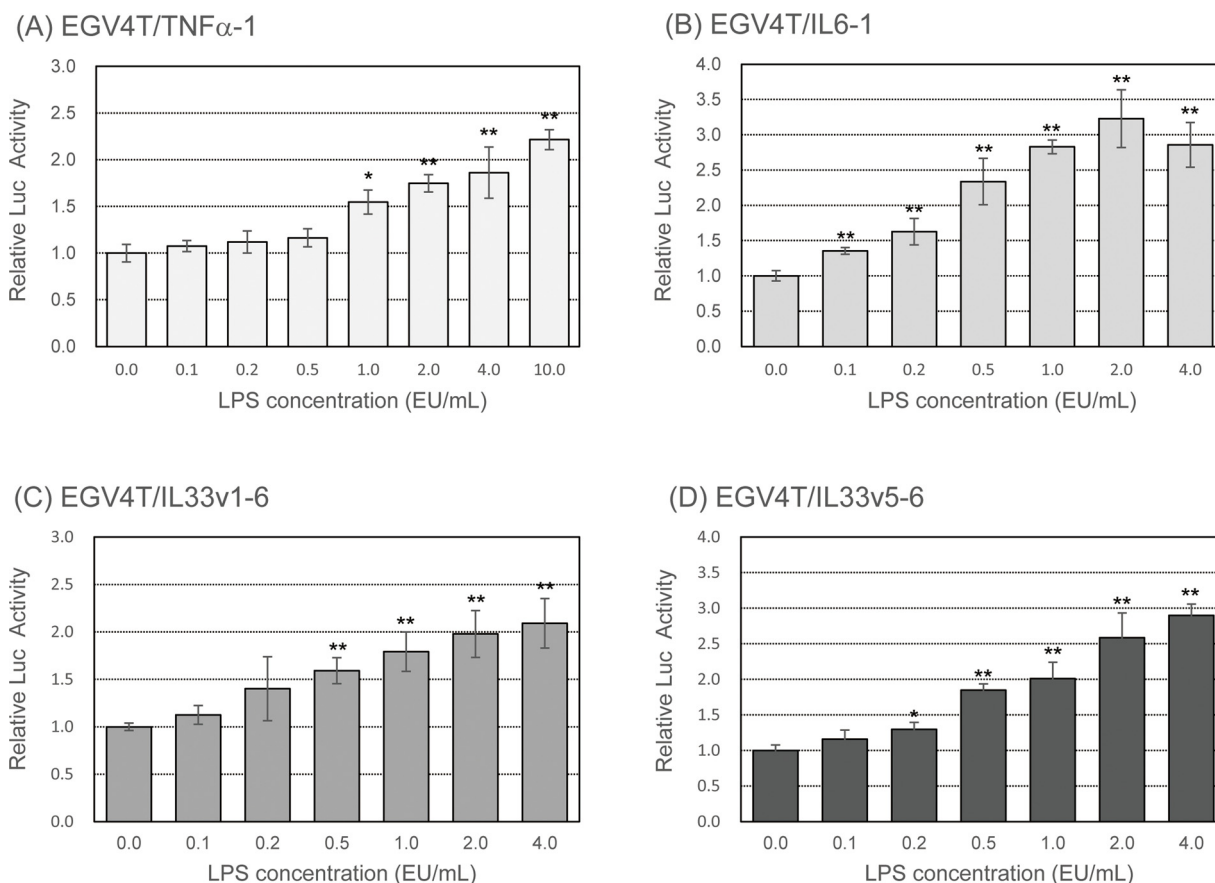 (A) EGV4T/TNFα-1
3.0
2.5
2.0
1.5
1.0
0.5
0.0
Relative Luc Activity
* ** ** **
0.0 0.1 0.2 0.5 1.0 2.0 4.0 10.0
LPS concentration (EU/mL)
(B) EGV4T/IL6-1
4.0
3.5
3.0
2.5
2.0
1.5
1.0
0.5
0.0
Relative Luc Activity
** ** ** ** ** **
0.0 0.1 0.2 0.5 1.0 2.0 4.0
LPS concentration (EU/mL)
(C) EGV4T/IL33v1-6
3.0
2.5
2.0
1.5
1.0
0.5
0.0
Relative Luc Activity
** ** ** **
0.0 0.1 0.2 0.5 1.0 2.0 4.0
LPS concentration (EU/mL)
(D) EGV4T/IL33v5-6
4.0
3.5
3.0
2.5
2.0
1.5
1.0
0.5
0.0
Relative Luc Activity
* ** ** ** **
0.0 0.1 0.2 0.5 1.0 2.0 4.0
LPS concentration (EU/mL)